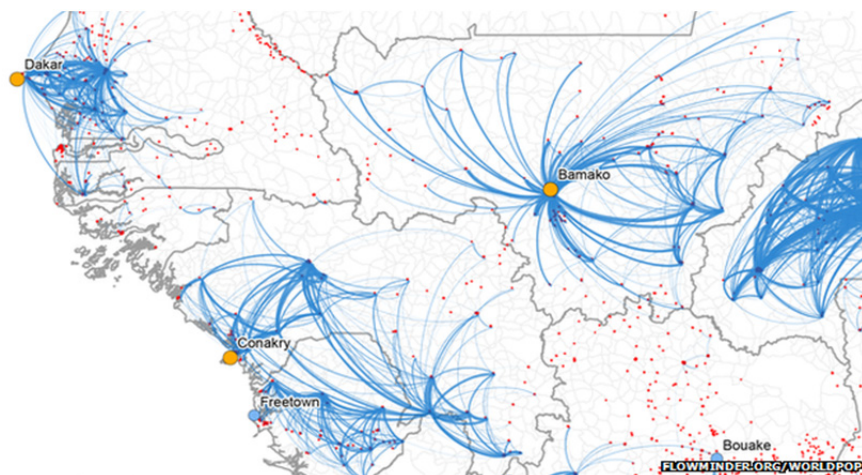 Dakar
Bamako
Conakry
Freetown
Bouake
FLOWMINDER.ORG/WORLDPOP